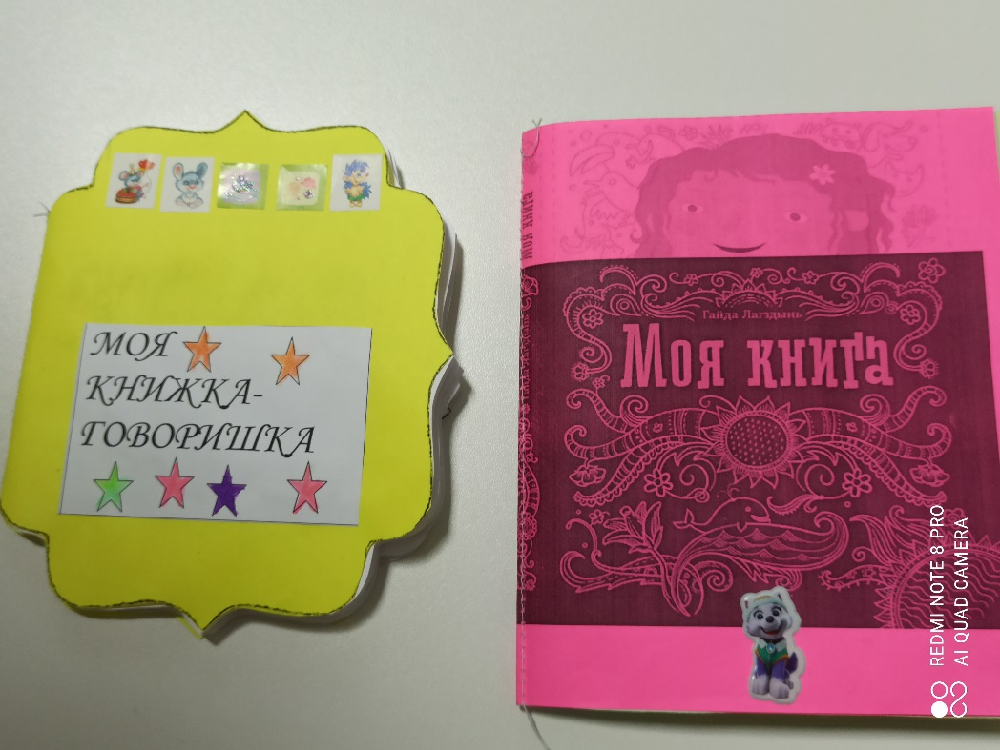 МОЯ
КНИЖКА-
ГОВОРИШКА
Моя книга
Гайда Лагздынь
Моя книга
REDMI NOTE 8 PRO
AI QUAD CAMERA